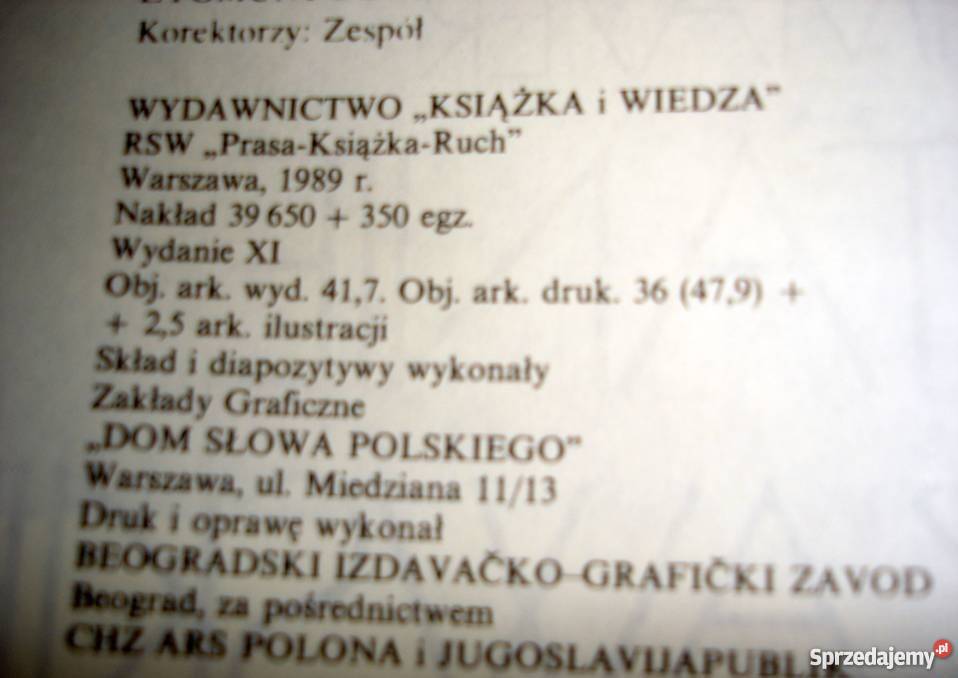 Korektorzy: Zespół
WYDAWNICTWO „KSIĄŻKA i WIEDZA”
RSW „Prasa-Książka-Ruch”
Warszawa, 1989 r.
Nakład 39 650 + 350 egz.
Wydanie XI
Obj. ark. wyd. 41,7. Obj. ark. druk. 36 (47,9) +
+ 2,5 ark. ilustracji
Skład i diapozytywy wykonały
Zakłady Graficzne
„DOM SŁOWA POLSKIEGO”
Warszawa, ul. Miedziana 11/13
Druk i oprawę wykonał
BEOGRADSKI IZDAVAČKO-GRAFIČKI ZAVOD
Beograd, za pośrednictwem
CHZ ARS POLONA i JUGOSLAVIJAPUBLIK
Sprzedajemy.pl